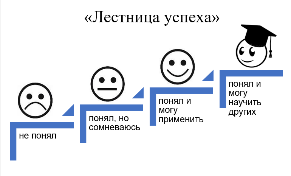 «Лестница успеха»
не понял
понял, но
сомневаюсь
понял и
могу
применить
понял и
могу
научить
других